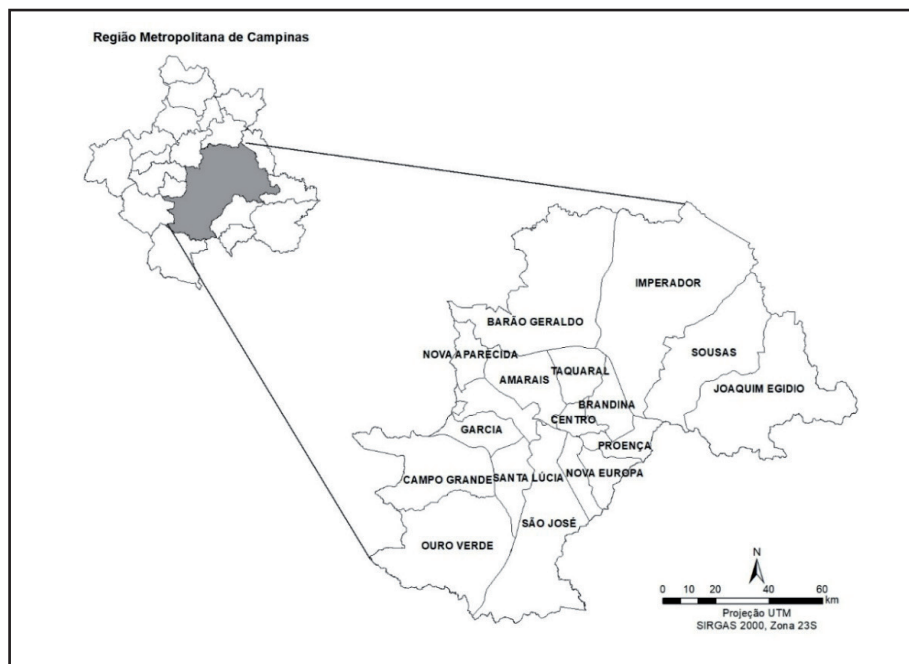 Região Metropolitana de Campinas
IMPERADOR
BARÃO GERALDO
SOUSAS
NOVA APARECIDA
TAQUARAL
AMARAIS
JOAQUIM EGIDIO
BRANDINA
CENTRO
GARCIA
PROENÇA
CAMPO GRANDE
SANTA LÚCIA
NOVA EUROPA
SÃO JOSÉ
OURO VERDE
N
0 10 20 40 60
km
Projeção UTM
SIRGAS 2000, Zona 23S